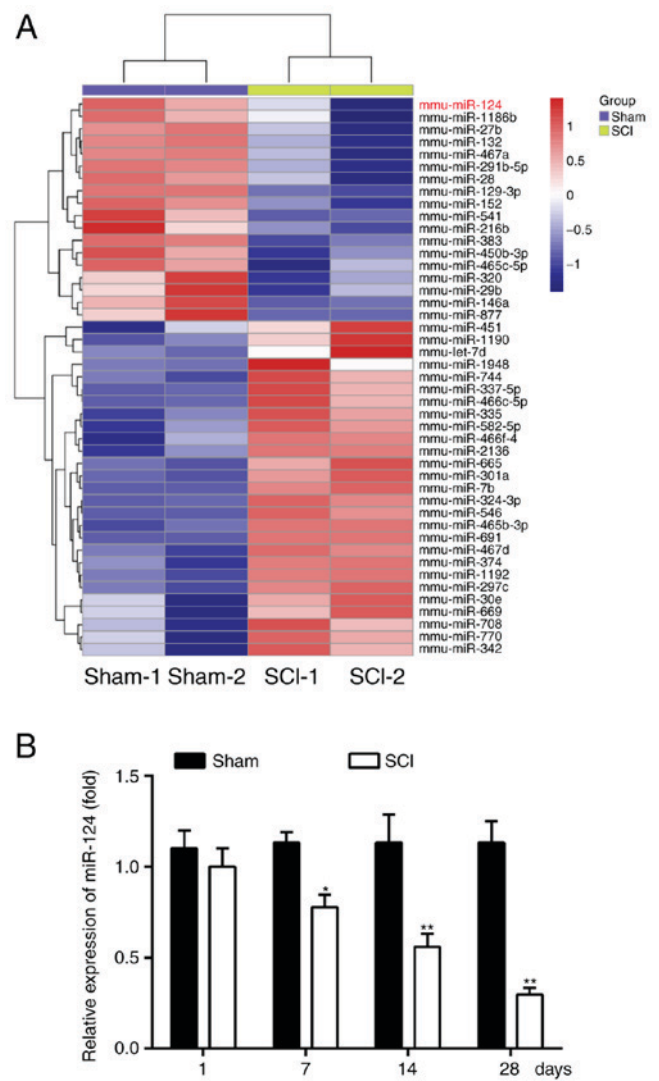 A
mmu-miR-124
mmu-miR-1186b
mmu-miR-27b
mmu-miR-132
mmu-miR-467a
mmu-miR-291b-5p
mmu-miR-28
mmu-miR-129-3p
mmu-miR-152
mmu-miR-541
mmu-miR-216b
mmu-miR-383
mmu-miR-450b-3p
mmu-miR-465c-5p
mmu-miR-320
mmu-miR-29b
mmu-miR-146a
mmu-miR-877
mmu-miR-451
mmu-miR-1190
mmu-let-7d
mmu-miR-1948
mmu-miR-744
mmu-miR-337-5p
mmu-miR-466c-5p
mmu-miR-335
mmu-miR-582-5p
mmu-miR-466f-4
mmu-miR-2136
mmu-miR-665
mmu-miR-301a
mmu-miR-7b
mmu-miR-324-3p
mmu-miR-546
mmu-miR-465b-3p
mmu-miR-691
mmu-miR-467d
mmu-miR-374
mmu-miR-1192
mmu-miR-297c
mmu-miR-30e
mmu-miR-669
mmu-miR-708
mmu-miR-770
mmu-miR-342
1
0.5
0
−0.5
−1
Group
Sham
SCI
Sham-1 Sham-2 SCI-1 SCI-2
B
Sham SCI
Relative expression of miR-124 (fold)
1.5
1.0
0.5
0.0
*
**
**
1 7 14 28 days